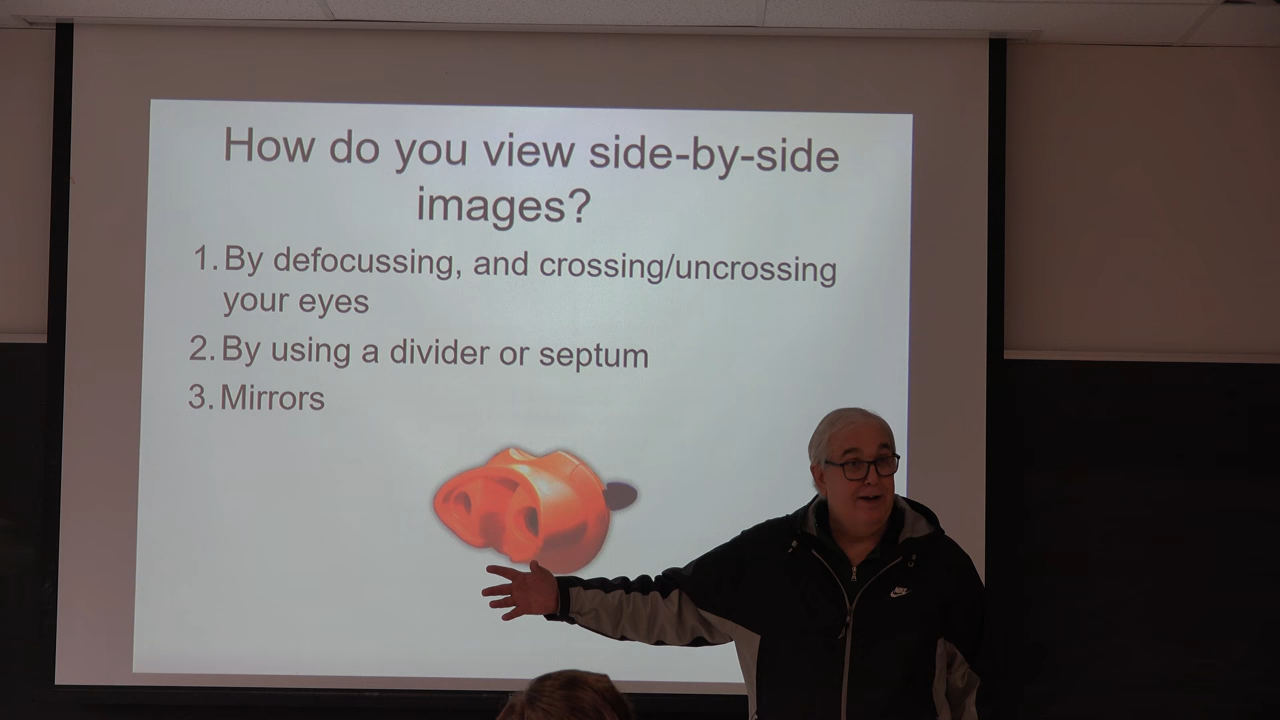 How do you view side-by-side
images?
1. By defocussing, and crossing/uncrossing
your eyes
2. By using a divider or septum
3. Mirrors
NIKE